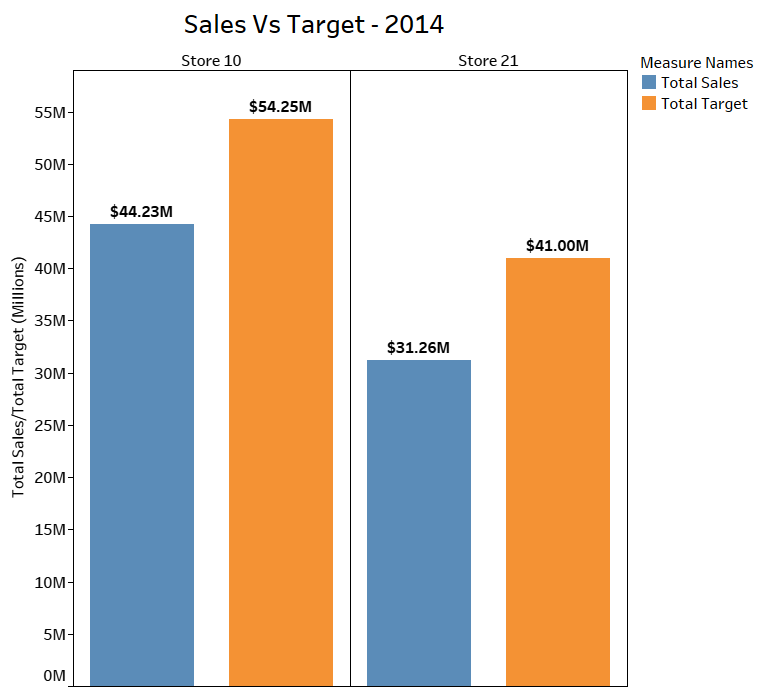 Sales Vs Target - 2014
Store 10
Store 21
Measure Names
Total Sales
Total Target
Total Sales/Total Target (Millions)
55M
50M
45M
40M
35M
30M
25M
20M
15M
10M
5M
0M
$44.23M
$54.25M
$31.26M
$41.00M